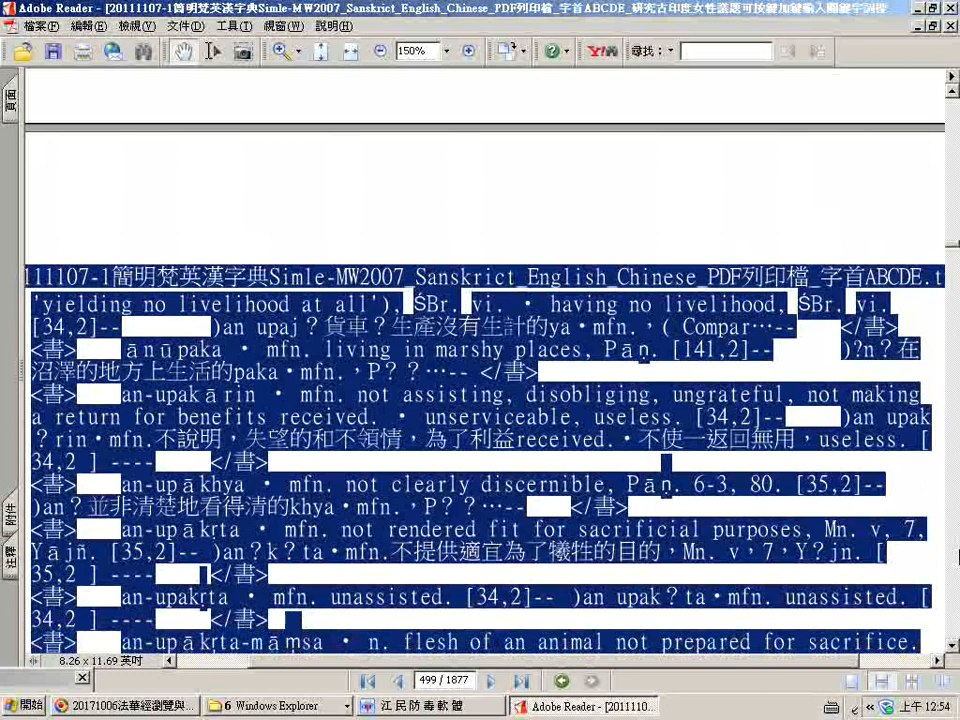 Adobe Reader - [20111107-1簡明梵英漢字典Simle-MW2007_Sanskrict_English_Chinese_PDF列印檔_字首ABCDE_研究古印度女性議題可按
檔案(F) 編輯(E) 檢視(V) 文件(D) 工具(T) 視窗(W) 說明(H)
150% Y! 尋找：
頁面
111107-1簡明梵英漢字典Simle-MW2007_Sanskrict_English_Chinese_PDF列印檔_字首ABCDE.t
'yielding no livelihood at all'), ŚBr. vi. • having no livelihood, ŚBr. vi.
[34,2]-- )an upaj？貨車？生產沒有生計的ya•mfn.，( Compar…-- </書>
<書> ānūpaka • mfn. living in marshy places, Pāṇ. [141,2]-- )?n？在
沼澤的地方上生活的paka•mfn.，P？？…-- </書>
<書> an-upakārin • mfn. not assisting, disobliging, ungrateful, not making
a return for benefits received. • unserviceable, useless. [34,2]-- )an upak
？rin•mfn.不說明，失望的和不領情，為了利益received.•不使一返回無用，useless. [
34,2 ] ---- </書>
<書> an-upākhya • mfn. not clearly discernible, Pāṇ. 6-3, 80. [35,2]--
)an？並非清楚地看得清的khya•mfn.，P？？…-- </書>
<書> an-upākṛta • mfn. not rendered fit for sacrificial purposes, Mn. v, 7,
Yājñ. [35,2]-- )an？k？ta•mfn.不提供適宜為了犧牲的目的，Mn. v，7，Y？jn. [
35,2 ] ---- </書>
<書> an-upakṛta • mfn. unassisted. [34,2]-- )an upak？ta•mfn. unassisted. [
34,2 ] ---- </書>
<書> an-upākṛta-māṃsa • n. flesh of an animal not prepared for sacrifice.
附件
注釋
8.26 x 11.69 英吋
499 / 1877
開始 20171006法華經瀏覽與... 6 Windows Explorer 江民防毒軟體 Adobe Reader - [2011110... 上午 12:54